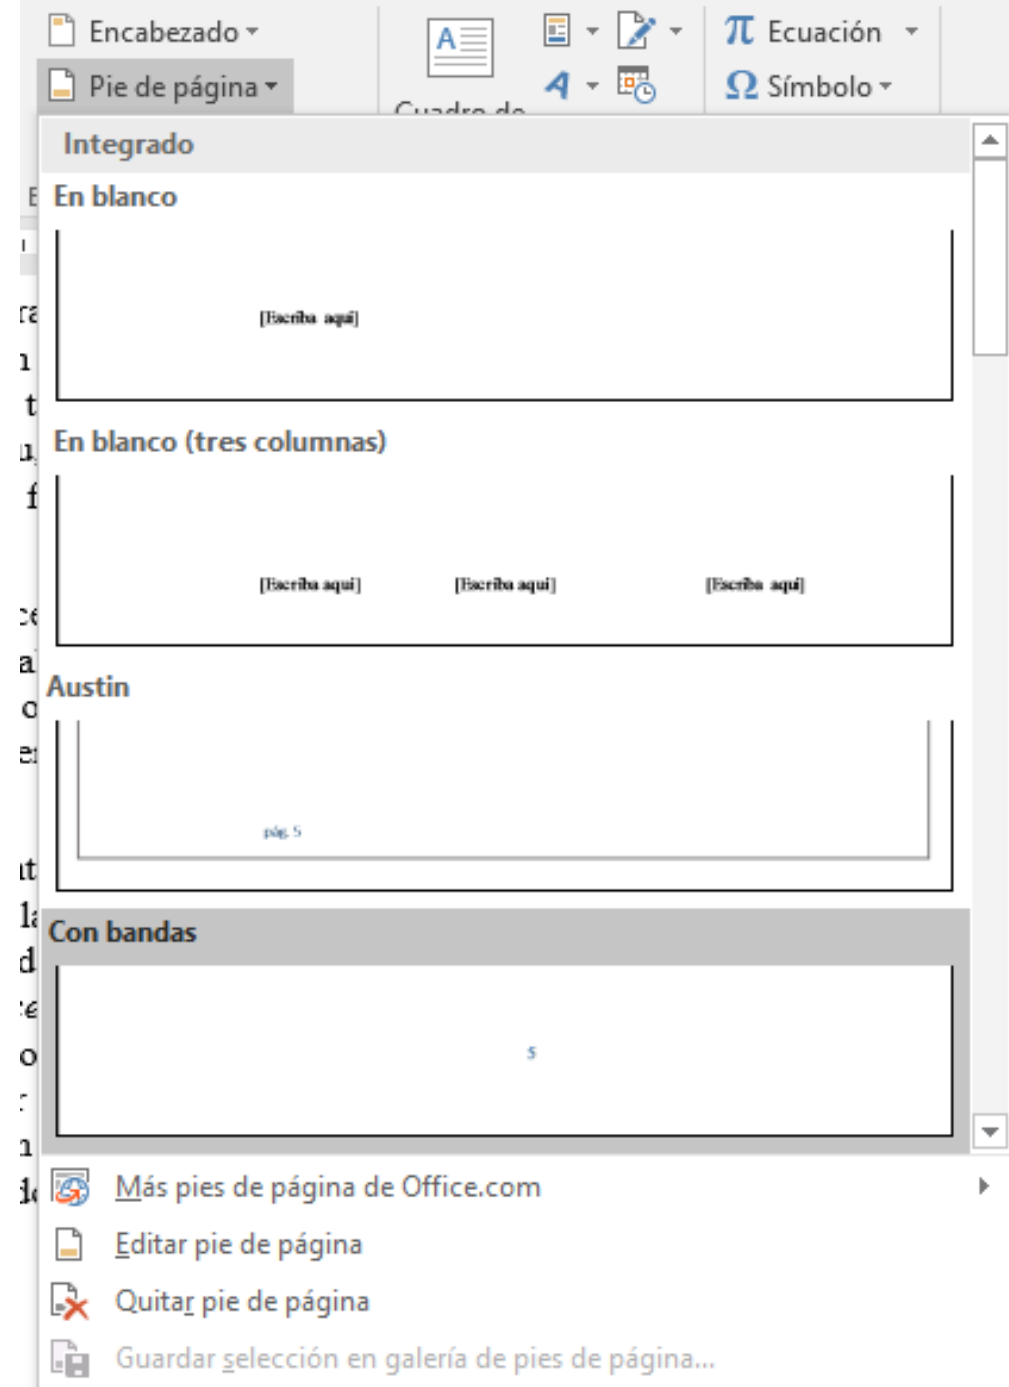 Encabezado
Pie de página
A
A
π Ecuación
Ω Símbolo
Integrado
En blanco
[Escriba aquí]
En blanco (tres columnas)
[Escriba aquí] [Escriba aquí] [Escriba aquí]
Austin
pág. 5
Con bandas
5
Más pies de página de Office.com
Editar pie de página
Quitar pie de página
Guardar selección en galería de pies de página...